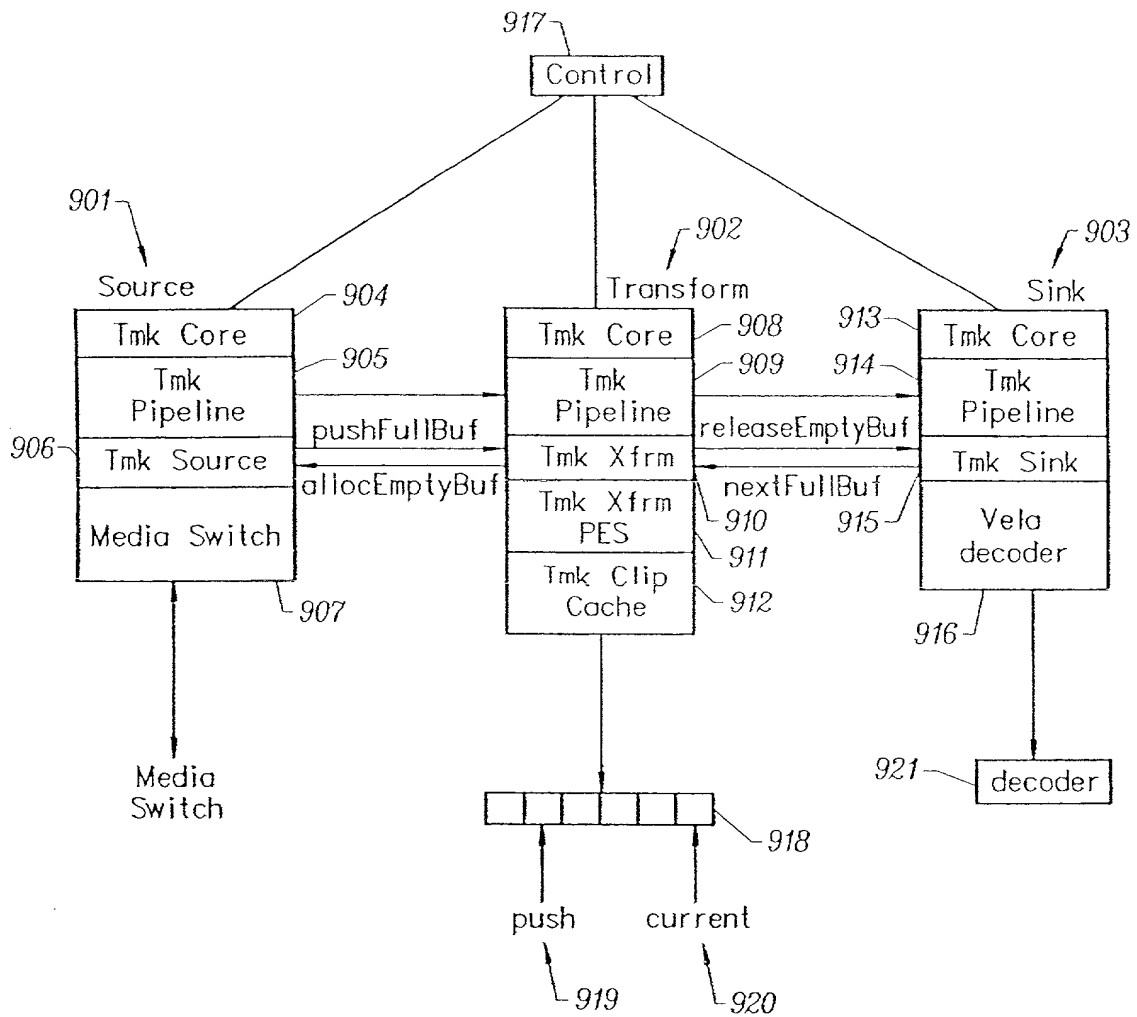 917
Control
901
902
903
Source
904
Transform
Sink
Tmk Core
Tmk Core
908
913
Tmk Core
905
909
914
Tmk
Pipeline
Tmk
Pipeline
Tmk
Pipeline
pushFullBuf
releaseEmptyBuf
906
Tmk Source
Tmk Xfrm
Tmk Sink
allocEmptyBuf
nextFullBuf
910
915
Media Switch
Tmk Xfrm
PES
911
Vela
decoder
Tmk Clip
Cache
912
907
916
Media
Switch
921
decoder
918
push
current
919
920